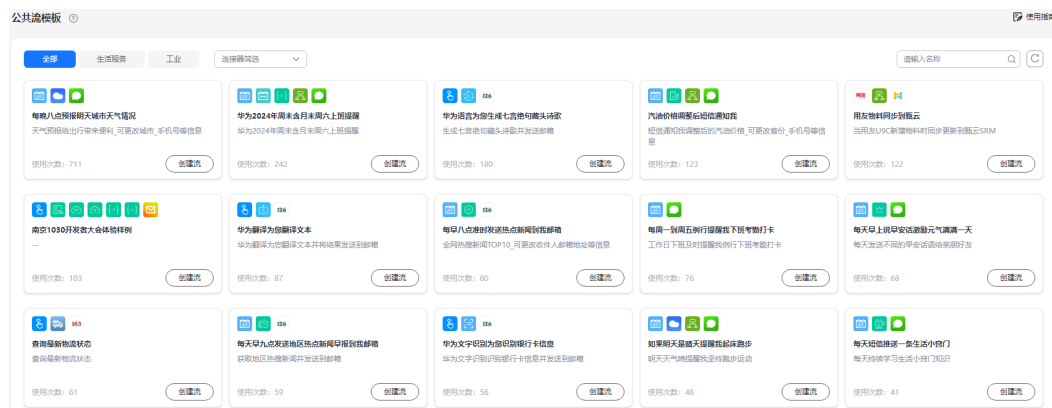 公共流模板
使用指南
全部
生活服务
工业
连接器筛选
请输入名称
每晚八点预报明天城市天气情况
天气预报给出行带来便利_可更改城市_手机号等信息
使用次数: 711
创建流
华为2024年周末含月末周六上班提醒
华为2024年周末含月末周六上班提醒
使用次数: 242
创建流
126
华为语言为您生成七言绝句藏头诗歌
生成七言绝句藏头诗歌并发送邮箱
使用次数: 180
创建流
汽油价格调整后短信通知我
短信通知我调整后的汽油价格_可更改省份_手机号等信
息
使用次数: 123
创建流
用友物料同步到甄云
当用友U9C新增物料时同步更新到甄云SRM
使用次数: 122
创建流
南京1030开发者大会体验样例
--
使用次数: 103
创建流
126
华为翻译为您翻译文本
华为翻译为您翻译文本并将结果发送到邮箱
使用次数: 87
创建流
126
每早八点准时发送热点新闻到我邮箱
全网热搜新闻TOP10_可更改收件人邮箱地址等信息
使用次数: 80
创建流
每周一到周五例行提醒我下班考勤打卡
工作日下班及时提醒我例行下班考勤打卡
使用次数: 76
创建流
每天早上说早安话激励元气满满一天
每天发送不同的早安话语给亲朋好友
使用次数: 68
创建流
163
查询最新物流状态
查询最新物流状态
使用次数: 61
创建流
126
每天早九点发送地区热点新闻早报到我邮箱
获取地区热搜新闻并发送到邮箱
使用次数: 59
创建流
126
华为文字识别为您识别银行卡信息
华为文字识别识别银行卡信息并发送到邮箱
使用次数: 56
创建流
如果明天是晴天提醒我起床跑步
明天天气晴提醒我坚持跑步运动
使用次数: 48
创建流
每天短信推送一条生活小窍门
每天持续学习生活小窍门知识
使用次数: 41
创建流